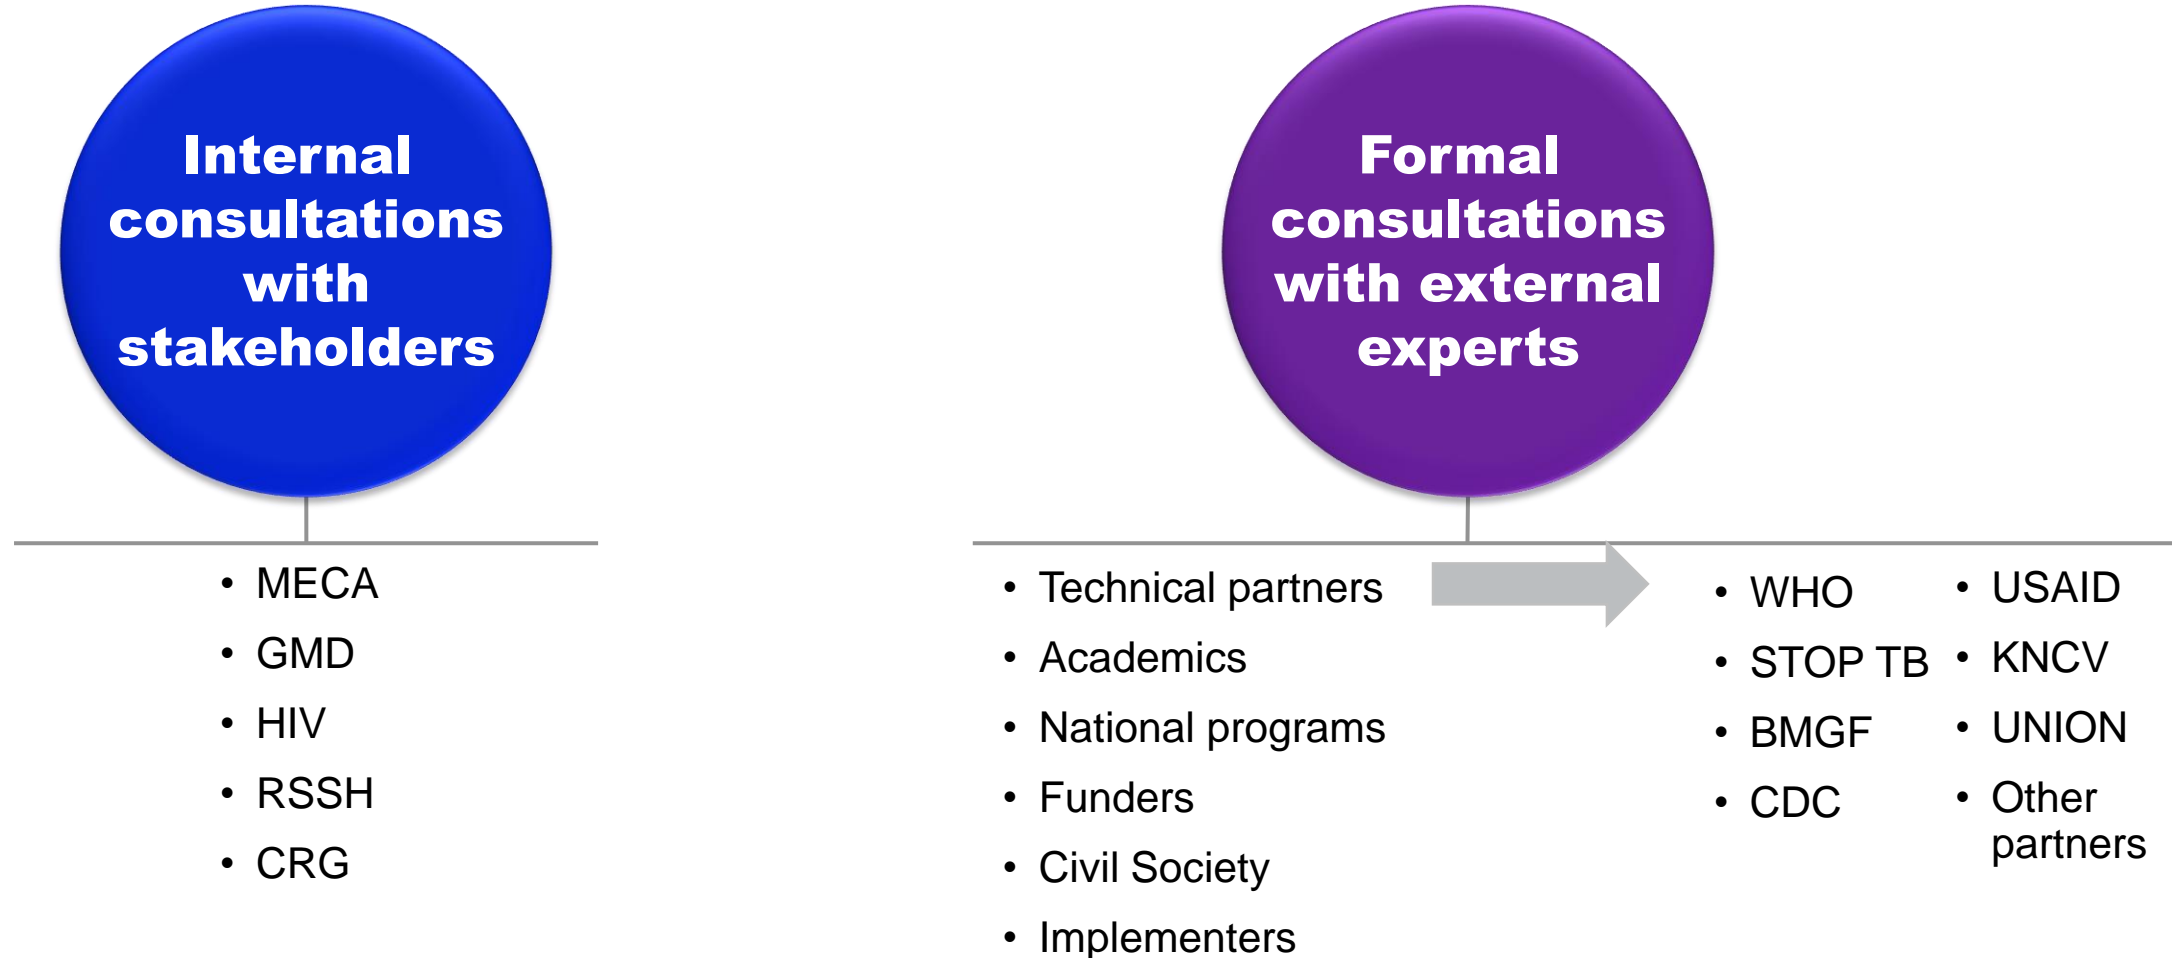 Internal
consultations
with
stakeholders
• MECA
• GMD
• HIV
• RSSH
• CRG
Formal
consultations
with external
experts
• Technical partners
• Academics
• National programs
• Funders
• Civil Society
• Implementers
• WHO
• STOP TB
• BMGF
• CDC
• USAID
• KNCV
• UNION
• Other
partners